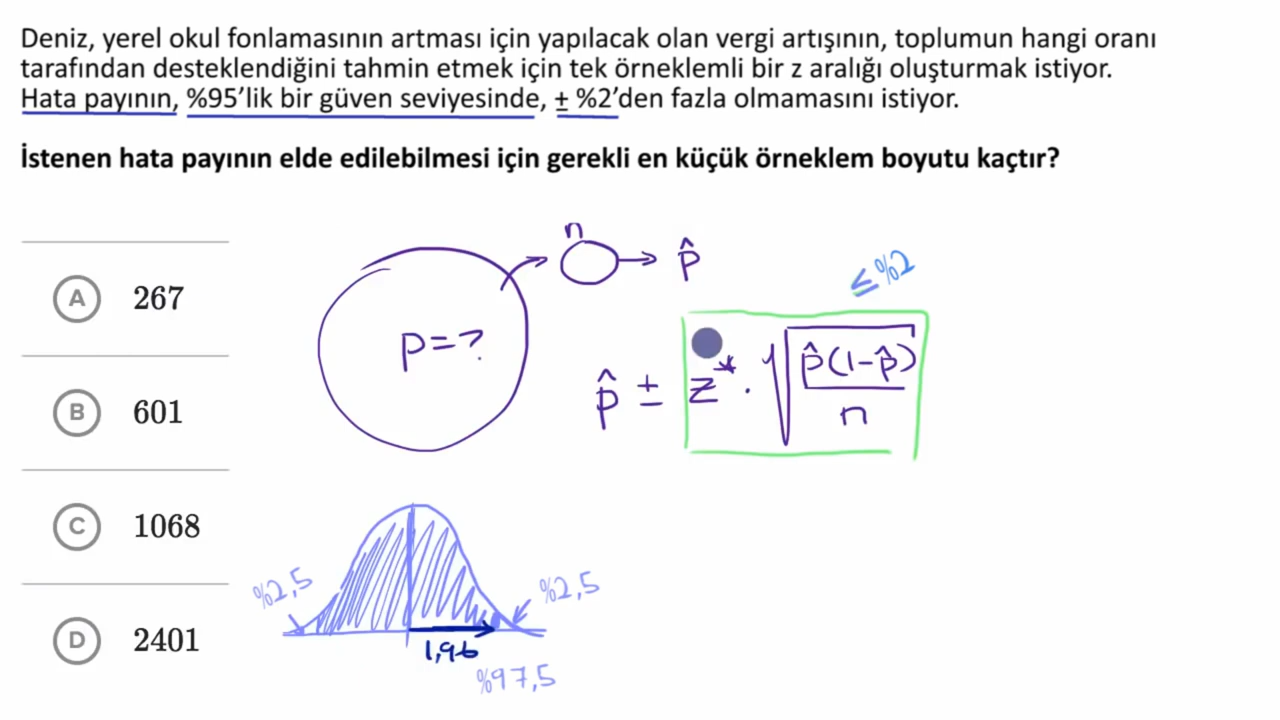 Deniz, yerel okul fonlamasının artması için yapılacak olan vergi artışının, toplumun hangi oranı
tarafından desteklendiğini tahmin etmek için tek örneklemli bir z aralığı oluşturmak istiyor.
Hata payının, %95'lik bir güven seviyesinde, ± %2'den fazla olmamasını istiyor.
İstenen hata payının elde edilebilmesi için gerekli en küçük örneklem boyutu kaçtır?
A 267
B 601
C 1068
D 2401
n
p̂
p=?
≤%2
p̂ ± z* · √ p̂(1-p̂)
n
%2,5
%2,5
1,96
%97,5